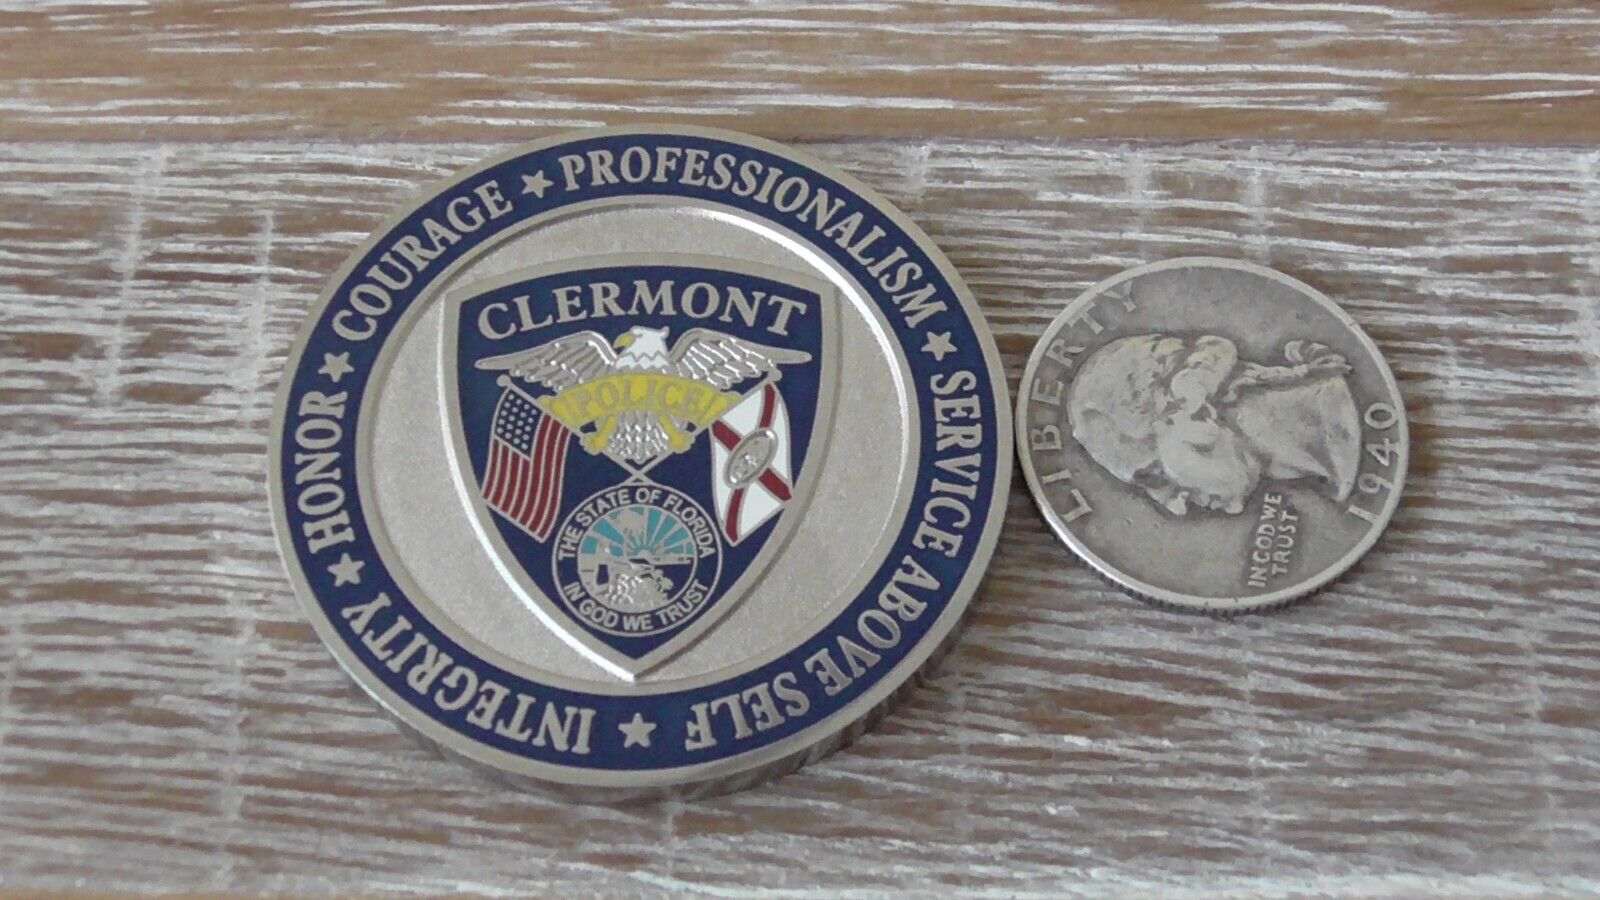 INTEGRITY ★ HONOR ★ COURAGE ★ PROFESSIONALISM ★ SERVICE ABOVE SELF ★
CLERMONT
POLICE
THE STATE OF FLORIDA
IN GOD WE TRUST
LIBERTY
IN GOD WE
TRUST
1940